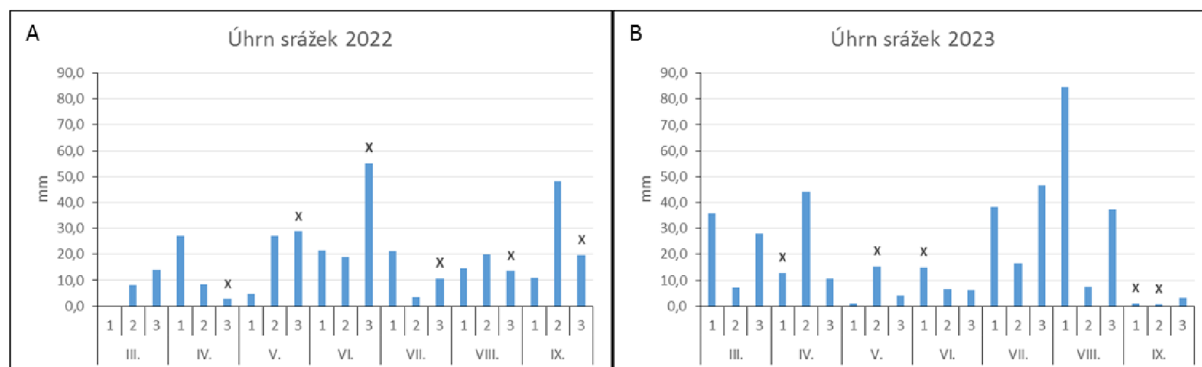 A
Úhrn srážek 2022
90,0
80,0
70,0
60,0
50,0
40,0
30,0
20,0
10,0
0,0
mm
X X X X X X
1 2 3 1 2 3 1 2 3 1 2 3 1 2 3 1 2 3 1 2 3
III. IV. V. VI. VII. VIII. IX.
B
Úhrn srážek 2023
90,0
80,0
70,0
60,0
50,0
40,0
30,0
20,0
10,0
0,0
mm
X X X X X
1 2 3 1 2 3 1 2 3 1 2 3 1 2 3 1 2 3 1 2 3
III. IV. V. VI. VII. VIII. IX.